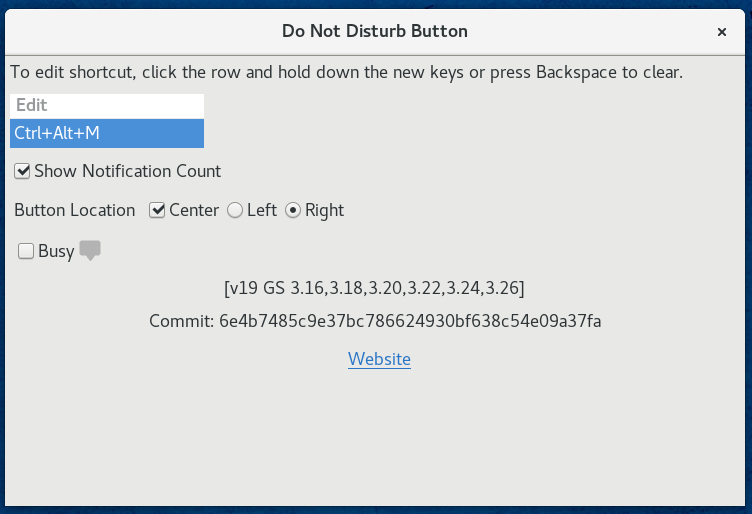 Do Not Disturb Button
To edit shortcut, click the row and hold down the new keys or press Backspace to clear.
Edit
Ctrl+Alt+M
Show Notification Count
Button Location Center Left Right
Busy
[v19 GS 3.16,3.18,3.20,3.22,3.24,3.26]
Commit: 6e4b7485c9e37bc786624930bf638c54e09a37fa
Website